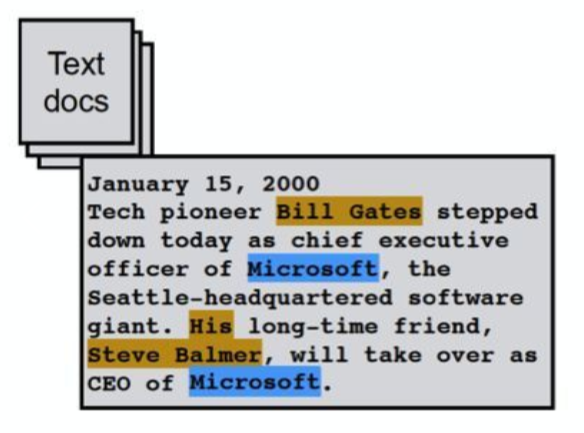 Text
docs
January 15, 2000
Tech pioneer Bill Gates stepped
down today as chief executive
officer of Microsoft, the
Seattle-headquartered software
giant. His long-time friend,
Steve Balmer, will take over as
CEO of Microsoft.